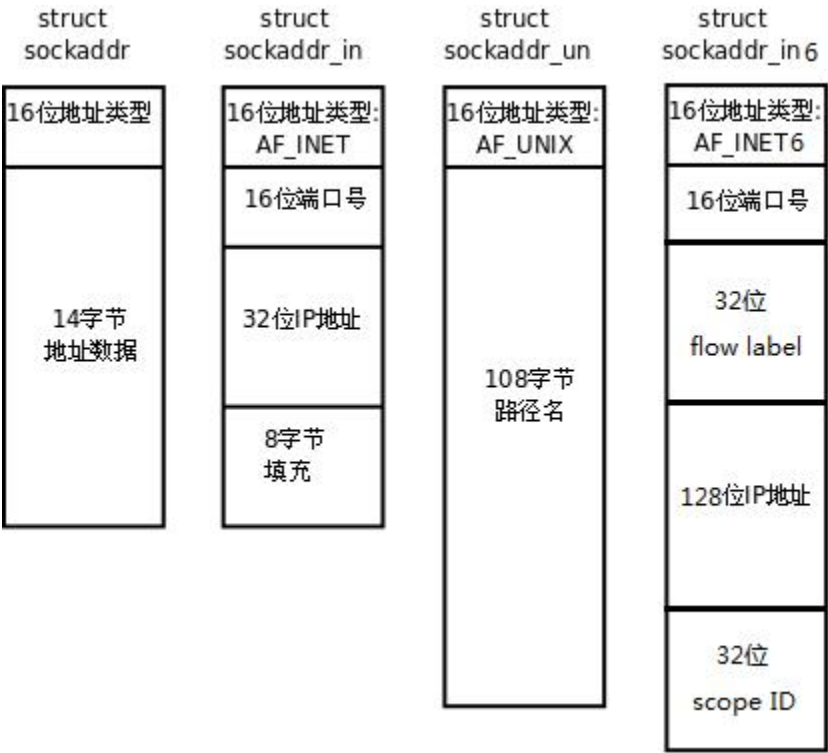 struct
sockaddr
16位地址类型
14字节
地址数据
struct
sockaddr_in
16位地址类型:
AF_INET
16位端口号
32位IP地址
8字节
填充
struct
sockaddr_un
16位地址类型:
AF_UNIX
108字节
路径名
struct
sockaddr_in6
16位地址类型:
AF_INET6
16位端口号
32位
flow label
128位IP地址
32位
scope ID